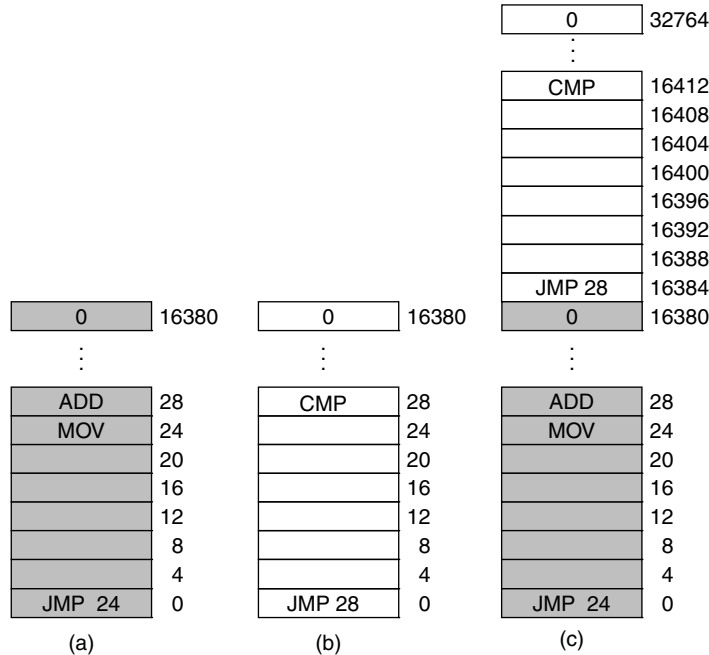 0 32764
⋮
CMP 16412
16408
16404
16400
16396
16392
16388
JMP 28 16384
0 16380
⋮
ADD 28
MOV 24
20
16
12
8
4
JMP 24 0
(c)
0 16380
⋮
ADD 28
MOV 24
20
16
12
8
4
JMP 24 0
(a)
0 16380
⋮
CMP 28
24
20
16
12
8
4
JMP 28 0
(b)